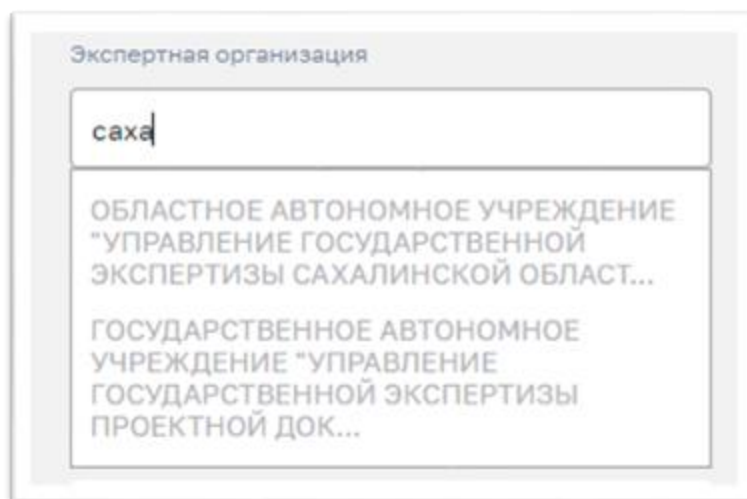 Экспертная организация
саха
ОБЛАСТНОЕ АВТОНОМНОЕ УЧРЕЖДЕНИЕ
"УПРАВЛЕНИЕ ГОСУДАРСТВЕННОЙ
ЭКСПЕРТИЗЫ САХАЛИНСКОЙ ОБЛАСТ...
ГОСУДАРСТВЕННОЕ АВТОНОМНОЕ
УЧРЕЖДЕНИЕ "УПРАВЛЕНИЕ
ГОСУДАРСТВЕННОЙ ЭКСПЕРТИЗЫ
ПРОЕКТНОЙ ДОК...